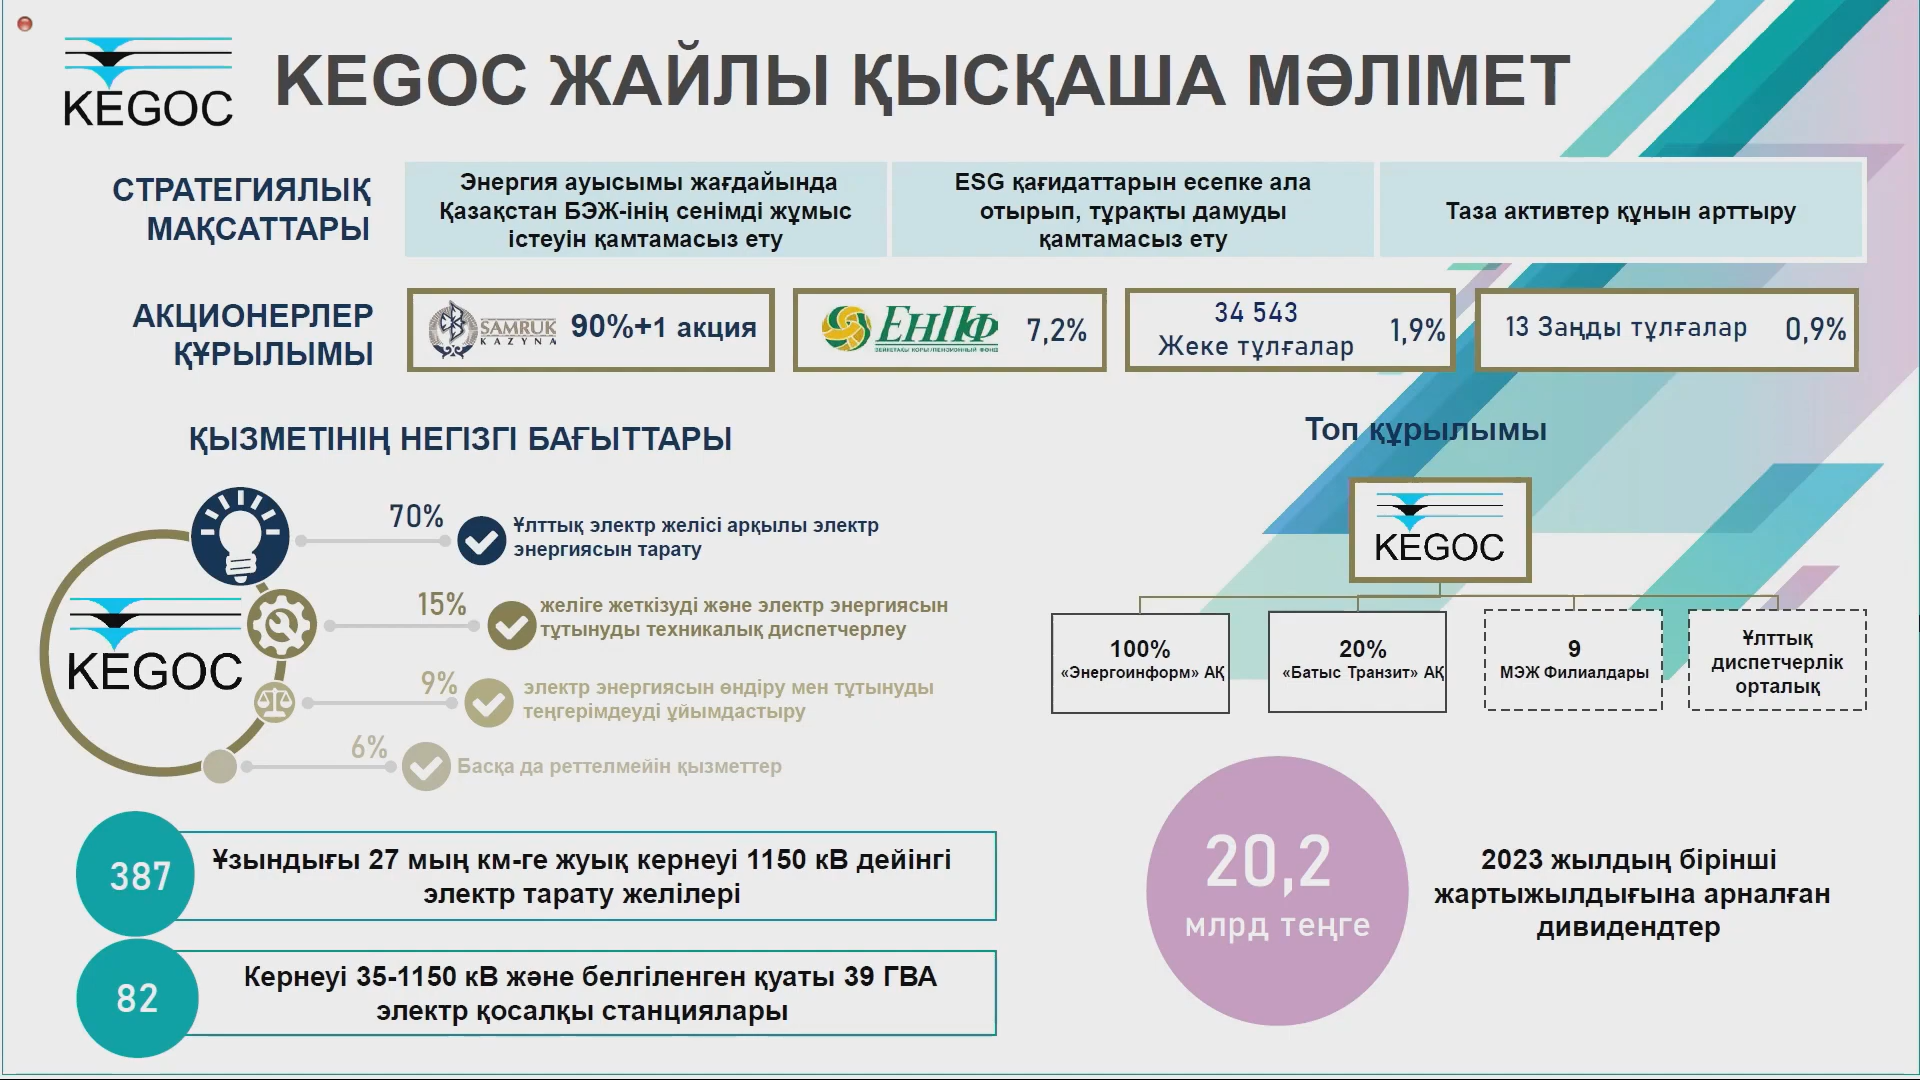 KEGOC
KEGOC ЖАЙЛЫ ҚЫСҚАША МӘЛІМЕТ
СТРАТЕГИЯЛЫҚ
МАҚСАТТАРЫ
Энергия ауысымы жағдайында
Қазақстан БЭЖ-інің сенімді жұмыс
істеуін қамтамасыз ету
ESG қағидаттарын есепке ала
отырып, тұрақты дамуды
қамтамасыз ету
Таза активтер құнын арттыру
АКЦИОНЕРЛЕР
ҚҰРЫЛЫМЫ
SAMRUK
KAZYNA
90%+1 акция
ЕНПФ
ЗЕЙНЕТАҚЫ ҚОРЫ/ПЕНСИОННЫЙ ФОНД
7,2%
34 543
Жеке тұлғалар
1,9%
13 Заңды тұлғалар
0,9%
ҚЫЗМЕТІНІҢ НЕГІЗГІ БАҒЫТТАРЫ
KEGOC
70%
Ұлттық электр желісі арқылы электр
энергиясын тарату
15%
желіге жеткізуді және электр энергиясын
тұтынуды техникалық диспетчерлеу
9%
электр энергиясын өндіру мен тұтынуды
теңгерімдеуді ұйымдастыру
6%
Басқа да реттелмейін қызметтер
Топ құрылымы
KEGOC
100%
«Энергоинформ» АҚ
20%
«Батыс Транзит» АҚ
9
МЭЖ Филиалдары
Ұлттық
диспетчерлік
орталық
387
Ұзындығы 27 мың км-ге жуық кернеуі 1150 кВ дейінгі
электр тарату желілері
82
Кернеуі 35-1150 кВ және белгіленген қуаты 39 ГВА
электр қосалқы станциялары
20,2
млрд теңге
2023 жылдың бірінші
жартыжылдығына арналған
дивидендтер